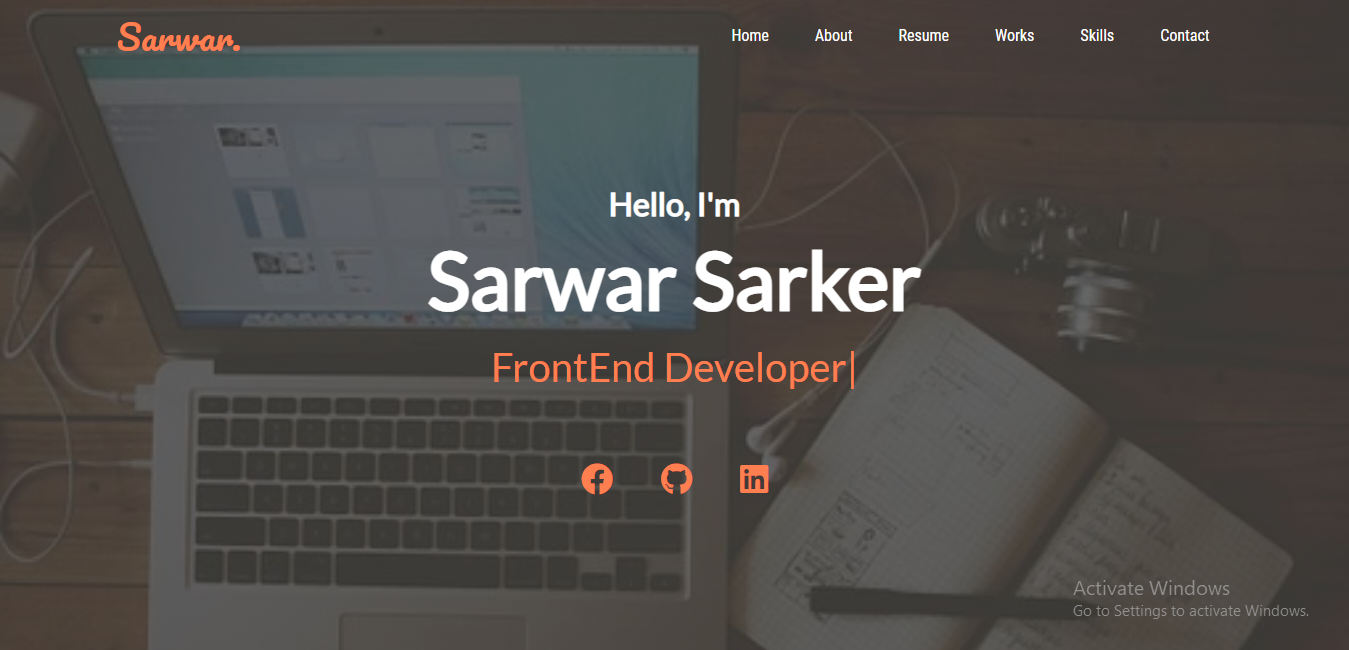 Sarwar.
Home About Resume Works Skills Contact
Hello, I'm
Sarwar Sarker
FrontEnd Developer|
Activate Windows
Go to Settings to activate Windows.